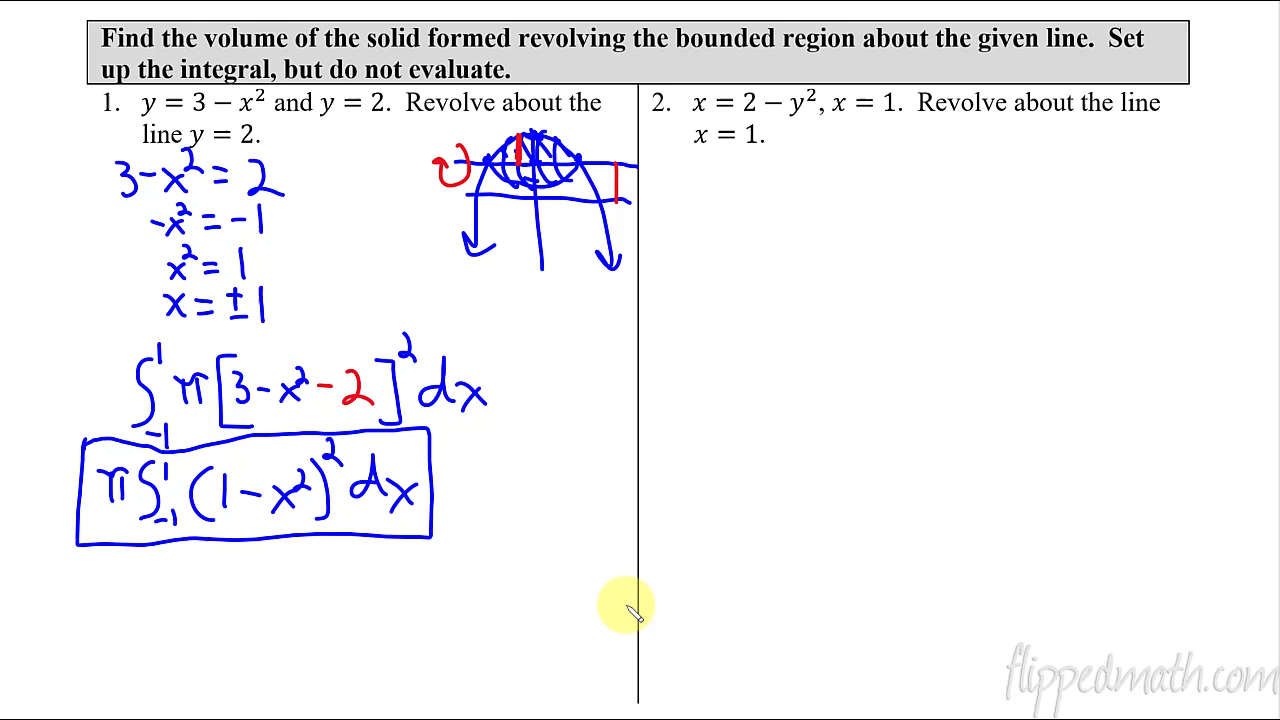 Find the volume of the solid formed revolving the bounded region about the given line. Set
up the integral, but do not evaluate.
1. y = 3 − x² and y = 2. Revolve about the
line y = 2.
3 − x² = 2
−x² = −1
x² = 1
x = ±1
∫₋₁¹ π[3 − x² − 2]² dx
π∫₋₁¹ (1 − x²)² dx
2. x = 2 − y², x = 1. Revolve about the line
x = 1.
flippedmath.com